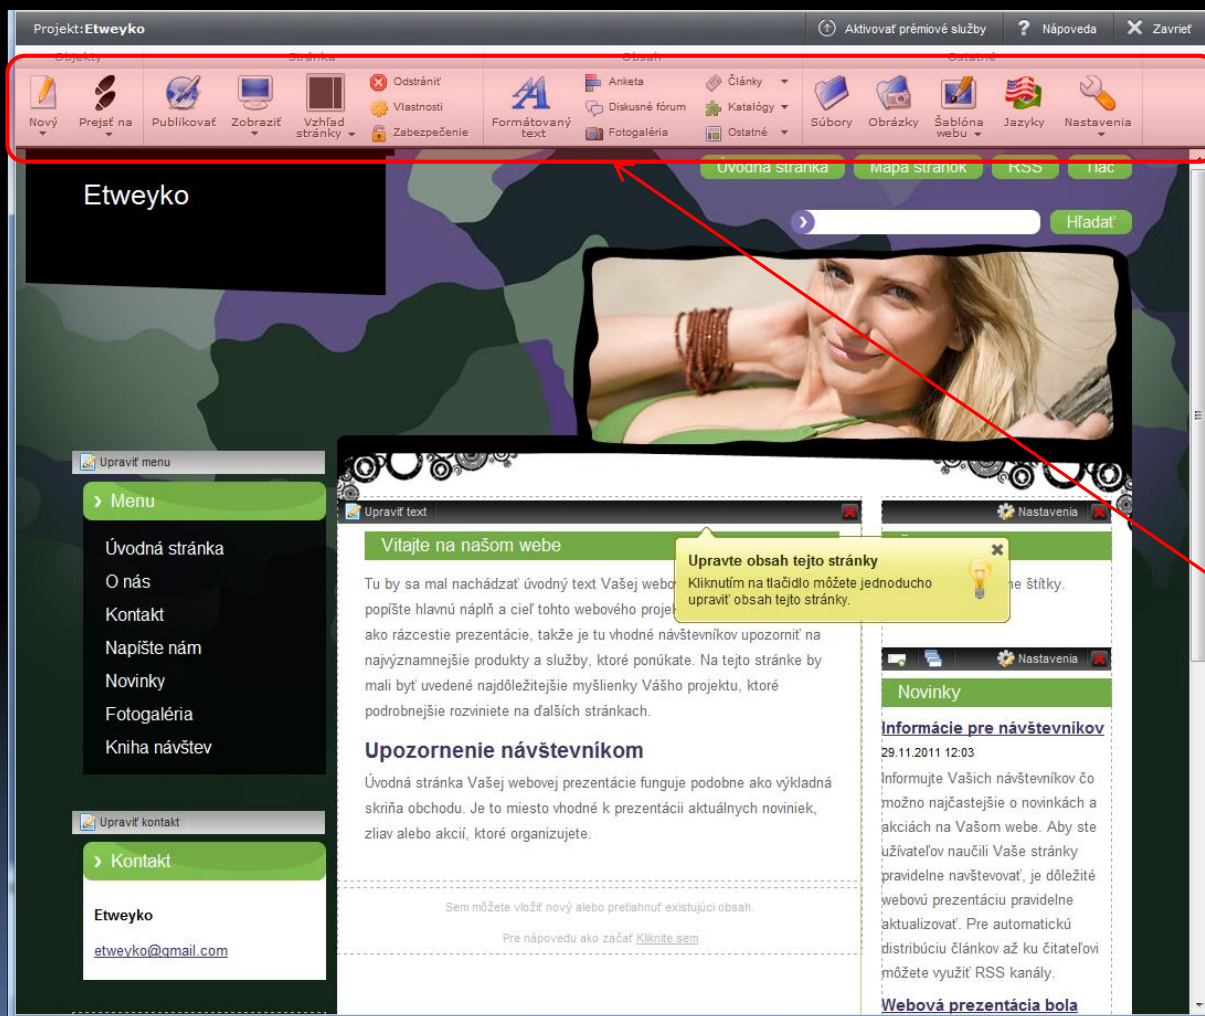 Projekt:Etweyko
Aktivovať prémiové služby
? Nápoveda
Zavrieť
Objekty
Stránka
Obsah
Ostatné
Nový
Prejsť na
Publikovať
Zobraziť
Vzhľad
stránky
Odstrániť
Vlastnosti
Zabezpečenie
Formátovaný
text
Anketa
Diskusné fórum
Fotogaléria
Články
Katalógy
Ostatné
Súbory
Obrázky
Šablóna
webu
Jazyky
Nastavenia
Etweyko
Úvodná stránka
Mapa stránok
RSS
Tlač
Hľadať
Upraviť menu
Menu
Úvodná stránka
O nás
Kontakt
Napíšte nám
Novinky
Fotogaléria
Kniha návštev
Upraviť kontakt
Kontakt
Etweyko
etweyko@gmail.com
Upraviť text
Vitajte na našom webe
Tu by sa mal nachádzať úvodný text Vašej
popíšte hlavnú náplň a cieľ tohto webového
ako rázcestie prezentácie, takže je tu vhodné návštevníkov upozorniť na
najvýznamnejšie produkty a služby, ktoré ponúkate. Na tejto stránke by
mali byť uvedené najdôležitejšie myšlienky Vášho projektu, ktoré
podrobnejšie rozviniete na ďalších stránkach.
Upozornenie návštevníkom
Úvodná stránka Vašej webovej prezentácie funguje podobne ako výkladná
skriňa obchodu. Je to miesto vhodné k prezentácii aktuálnych noviniek,
zliav alebo akcií, ktoré organizujete.
Sem môžete vložiť nový alebo pretiahnuť existujúci obsah.
Pre nápovedu ako začať Kliknite sem
Upravte obsah tejto stránky
Kliknutím na tlačidlo môžete jednoducho
upraviť obsah tejto stránky.
Nastavenia
štítky.
Nastavenia
Novinky
Informácie pre návštevníkov
29.11.2011 12:03
Informujte Vašich návštevníkov čo
možno najčastejšie o novinkách a
akciách na Vašom webe. Aby ste
užívateľov naučili Vaše stránky
pravidelne navštevovať, je dôležité
webovú prezentáciu pravidelne
aktualizovať. Pre automatickú
distribúciu článkov až ku čitateľovi
môžete využiť RSS kanály.
Webová prezentácia bola